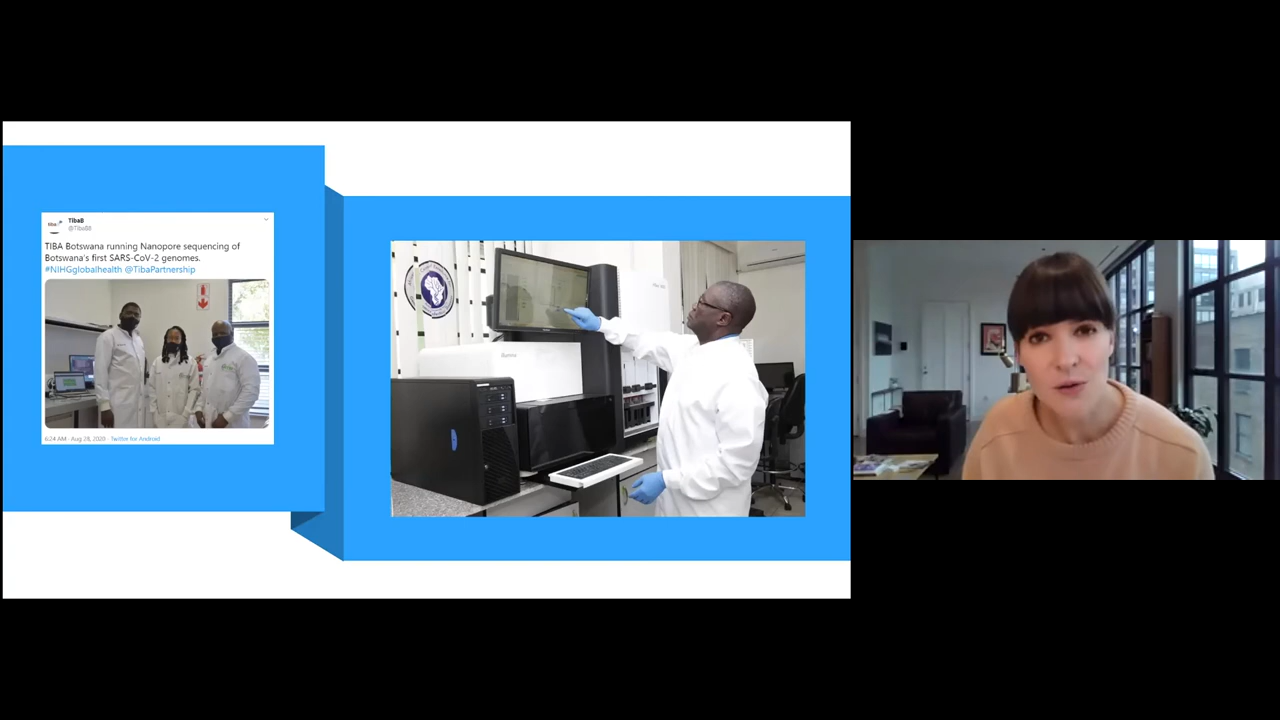 TibaB
@TibaBB
TIBA Botswana running Nanopore sequencing of
Botswana's first SARS-CoV-2 genomes.
#NIHGglobalhealth @TibaPartnership
6:24 AM · Aug 28, 2020 · Twitter for Android